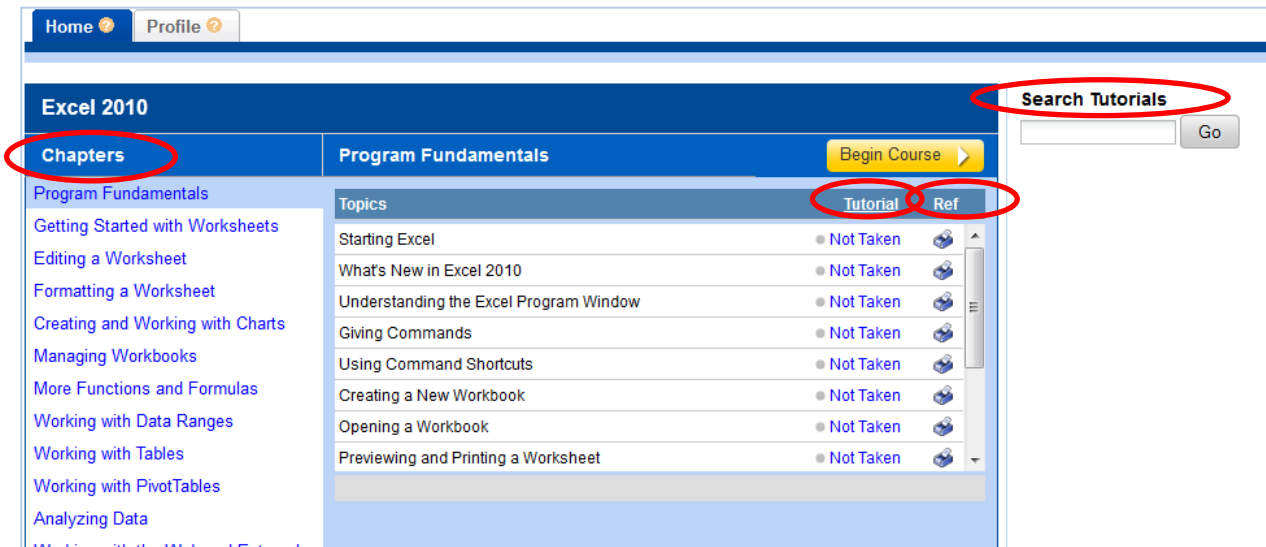 Home ? Profile ?
Excel 2010
Search Tutorials
Go
Chapters
Program Fundamentals
Begin Course
Program Fundamentals
Getting Started with Worksheets
Editing a Worksheet
Formatting a Worksheet
Creating and Working with Charts
Managing Workbooks
More Functions and Formulas
Working with Data Ranges
Working with Tables
Working with PivotTables
Analyzing Data
Topics Tutorial Ref
Starting Excel Not Taken
What's New in Excel 2010 Not Taken
Understanding the Excel Program Window Not Taken
Giving Commands Not Taken
Using Command Shortcuts Not Taken
Creating a New Workbook Not Taken
Opening a Workbook Not Taken
Previewing and Printing a Worksheet Not Taken